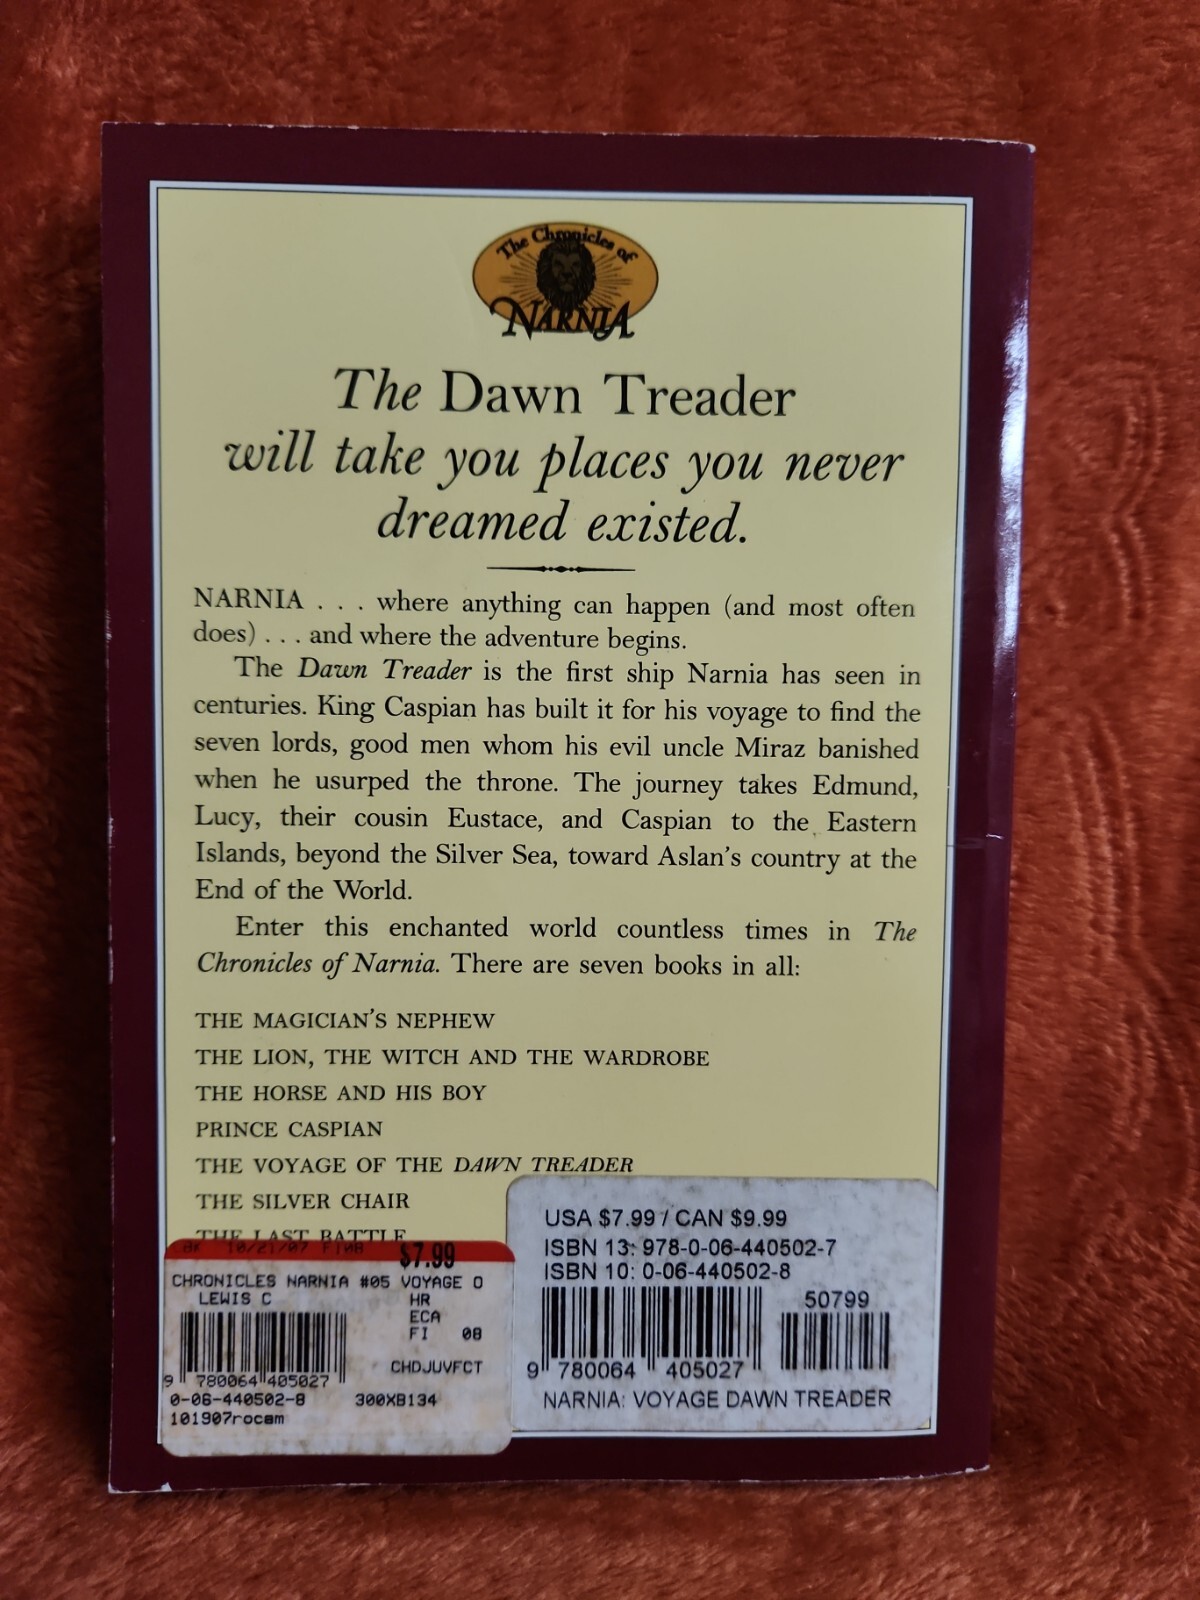 The Chronicles of
NARNIA
The Dawn Treader
will take you places you never
dreamed existed.
NARNIA . . . where anything can happen (and most often
does) . . . and where the adventure begins.
The Dawn Treader is the first ship Narnia has seen in
centuries. King Caspian has built it for his voyage to find the
seven lords, good men whom his evil uncle Miraz banished
when he usurped the throne. The journey takes Edmund,
Lucy, their cousin Eustace, and Caspian to the Eastern
Islands, beyond the Silver Sea, toward Aslan's country at the
End of the World.
Enter this enchanted world countless times in The
Chronicles of Narnia. There are seven books in all:
THE MAGICIAN'S NEPHEW
THE LION, THE WITCH AND THE WARDROBE
THE HORSE AND HIS BOY
PRINCE CASPIAN
THE VOYAGE OF THE DAWN TREADER
THE SILVER CHAIR
THE LAST BATTLE
10/21/07 $7.99
CHRONICLES NARNIA #05 VOYAGE O
LEWIS C HR
ECA
FI 08
CHDJUVFCT
9 780064 405027
0-06-440502-8 300XB134
101907rocam
USA $7.99 / CAN $9.99
ISBN 13: 978-0-06-440502-7
ISBN 10: 0-06-440502-8
50799
9 780064 405027
NARNIA: VOYAGE DAWN TREADER